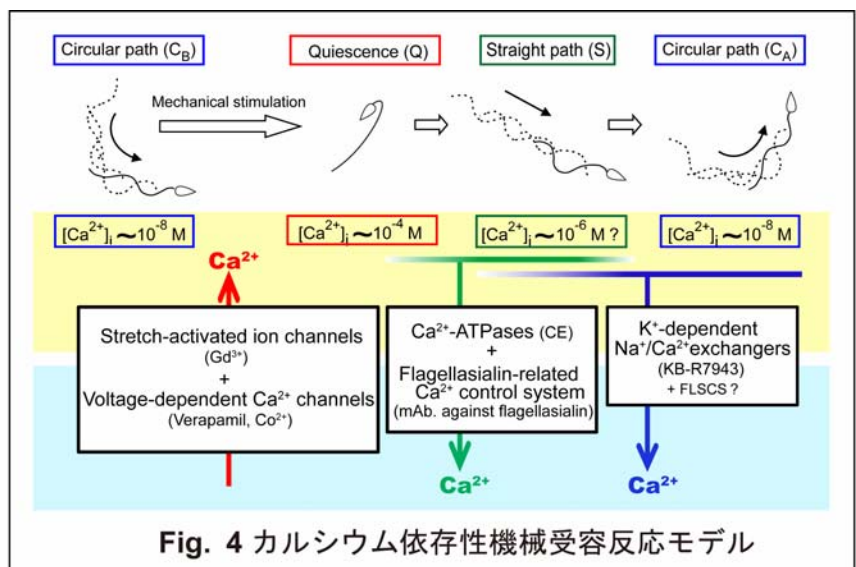 Circular path (C_B)
Quiescence (Q)
Straight path (S)
Circular path (C_A)
Mechanical stimulation
[Ca²⁺]ᵢ ~10⁻⁸ M
[Ca²⁺]ᵢ ~10⁻⁴ M
[Ca²⁺]ᵢ ~10⁻⁶ M ?
[Ca²⁺]ᵢ ~10⁻⁸ M
Ca²⁺
Stretch-activated ion channels
(Gd³⁺)
+
Voltage-dependent Ca²⁺ channels
(Verapamil, Co²⁺)
Ca²⁺-ATPases (CE)
+
Flagellasialin-related
Ca²⁺ control system
(mAb. against flagellasialin)
K⁺-dependent
Na⁺/Ca²⁺exchangers
(KB-R7943)
+ FLSCS ?
Ca²⁺
Ca²⁺
Fig. 4 カルシウム依存性機械受容反応モデル